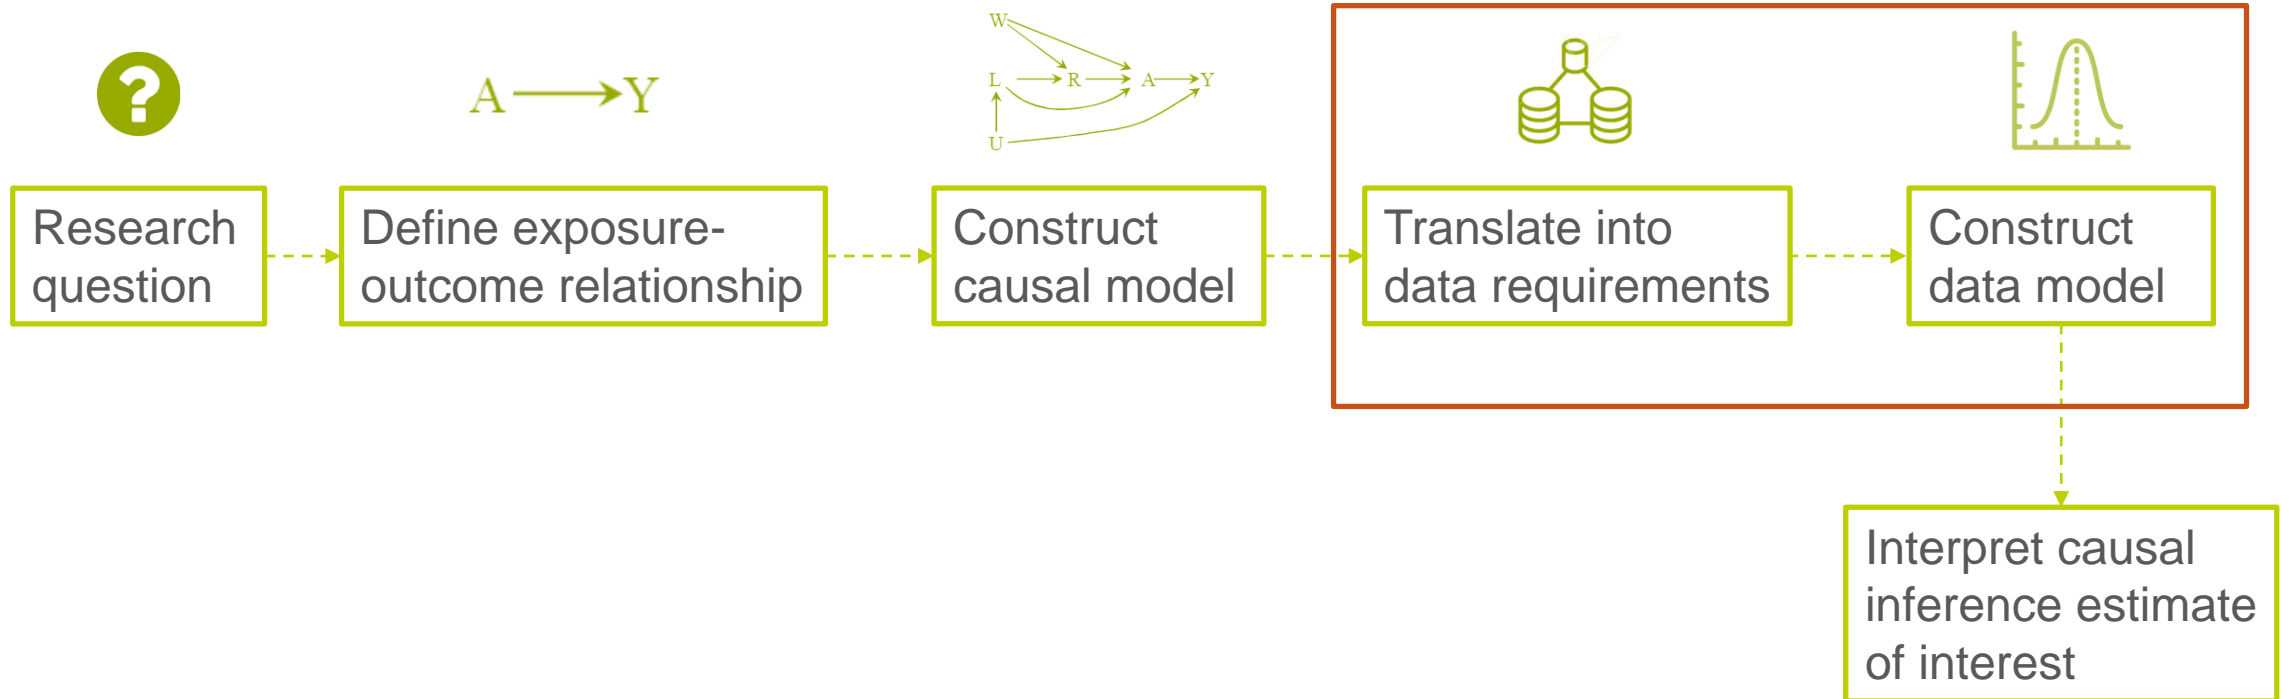 ?
A Y
W
L R A Y
U
Research
question
Define exposure-
outcome relationship
Construct
causal model
Translate into
data requirements
Construct
data model
Interpret causal
inference estimate
of interest